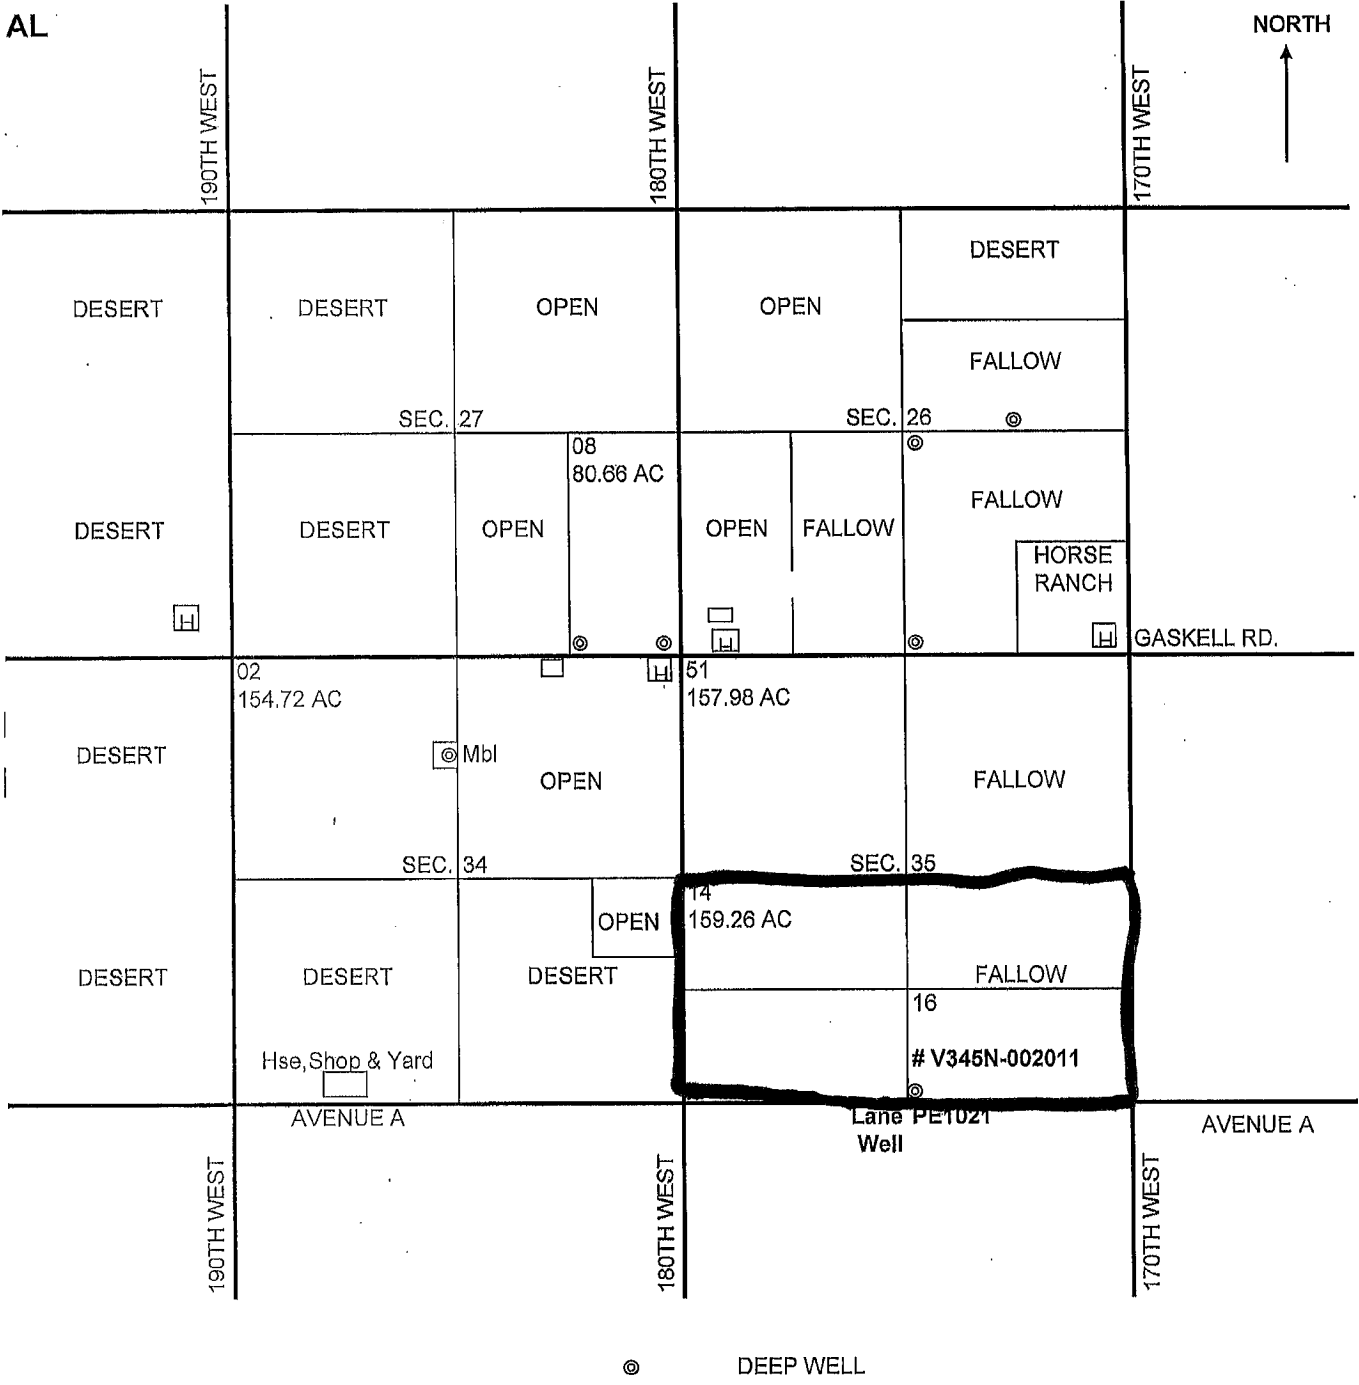 AL
NORTH
190TH WEST
180TH WEST
170TH WEST
DESERT
DESERT
DESERT
OPEN
OPEN
FALLOW
SEC. 27
SEC. 26
08
80.66 AC
DESERT
DESERT
OPEN
OPEN
FALLOW
FALLOW
HORSE
RANCH
H
H
H
GASKELL RD.
02
154.72 AC
H
51
157.98 AC
DESERT
Mbl
OPEN
FALLOW
SEC. 34
SEC. 35
14
159.26 AC
OPEN
DESERT
DESERT
DESERT
FALLOW
16
Hse,Shop & Yard
# V345N-002011
AVENUE A
Lane PE1021
Well
AVENUE A
190TH WEST
180TH WEST
170TH WEST
DEEP WELL